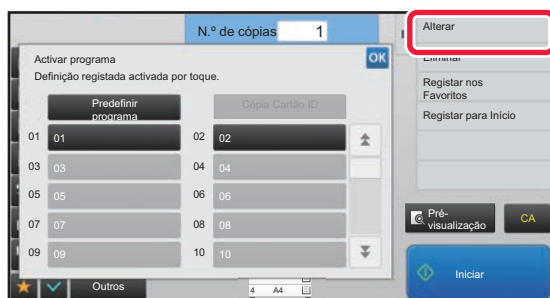 N.º de cópias 1
Activar programa
OK
Definição registada activada por toque.
Predefinir
programa
Cópia Cartão ID
01 01 02 02
03 03 04 04
05 05 06 06
07 07 08 08
09 09 10 10
Outros
4 A4
Alterar
Eliminar
Registar nos
Favoritos
Registar para Início
Pré-
visualização
CA
Iniciar